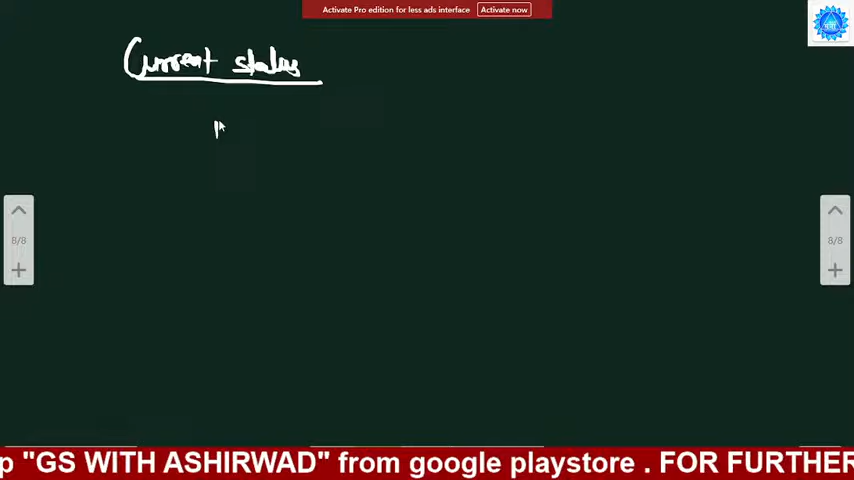 Activate Pro edition for less ads interface Activate now
Current status
8/8
8/8
p "GS WITH ASHIRWAD" from google playstore . FOR FURTHER